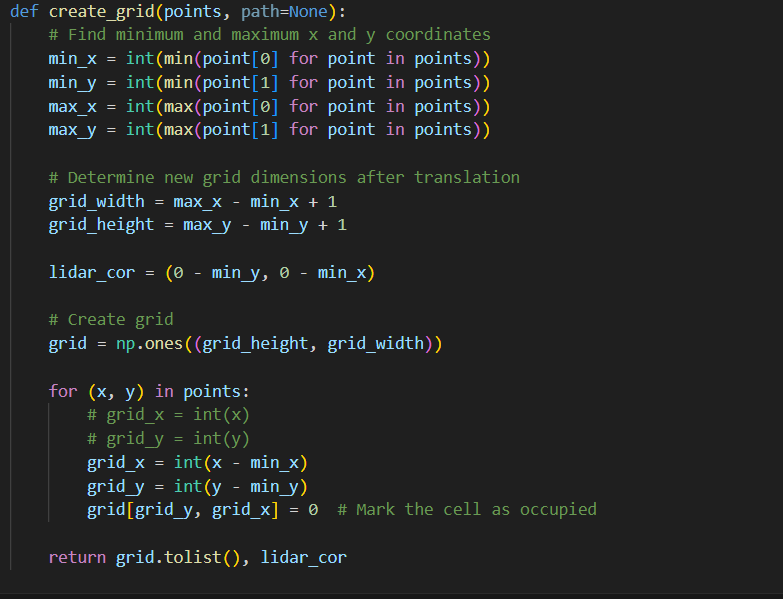 def create_grid(points, path=None):
    # Find minimum and maximum x and y coordinates
    min_x = int(min(point[0] for point in points))
    min_y = int(min(point[1] for point in points))
    max_x = int(max(point[0] for point in points))
    max_y = int(max(point[1] for point in points))

    # Determine new grid dimensions after translation
    grid_width = max_x - min_x + 1
    grid_height = max_y - min_y + 1

    lidar_cor = (0 - min_y, 0 - min_x)

    # Create grid
    grid = np.ones((grid_height, grid_width))

    for (x, y) in points:
        # grid_x = int(x)
        # grid_y = int(y)
        grid_x = int(x - min_x)
        grid_y = int(y - min_y)
        grid[grid_y, grid_x] = 0  # Mark the cell as occupied

    return grid.tolist(), lidar_cor